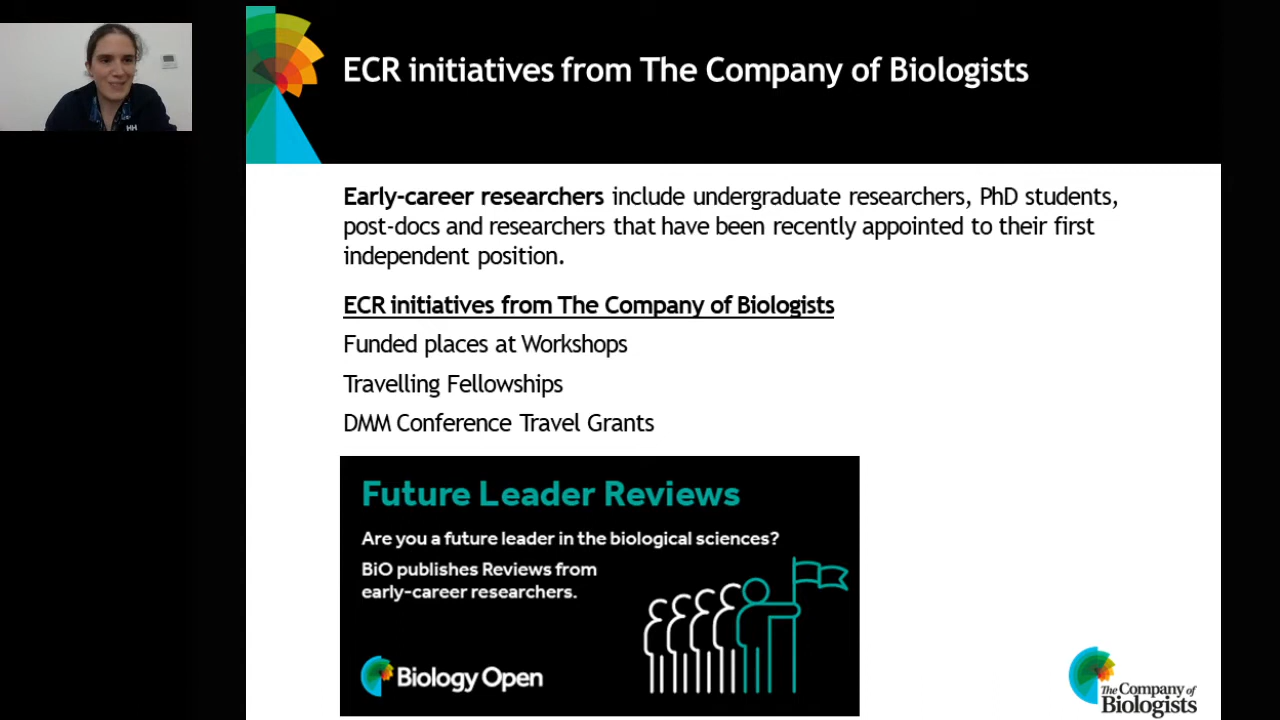 HH
ECR initiatives from The Company of Biologists
Early-career researchers include undergraduate researchers, PhD students,
post-docs and researchers that have been recently appointed to their first
independent position.
ECR initiatives from The Company of Biologists
Funded places at Workshops
Travelling Fellowships
DMM Conference Travel Grants
Future Leader Reviews
Are you a future leader in the biological sciences?
BiO publishes Reviews from
early-career researchers.
Biology Open
The Company of
Biologists